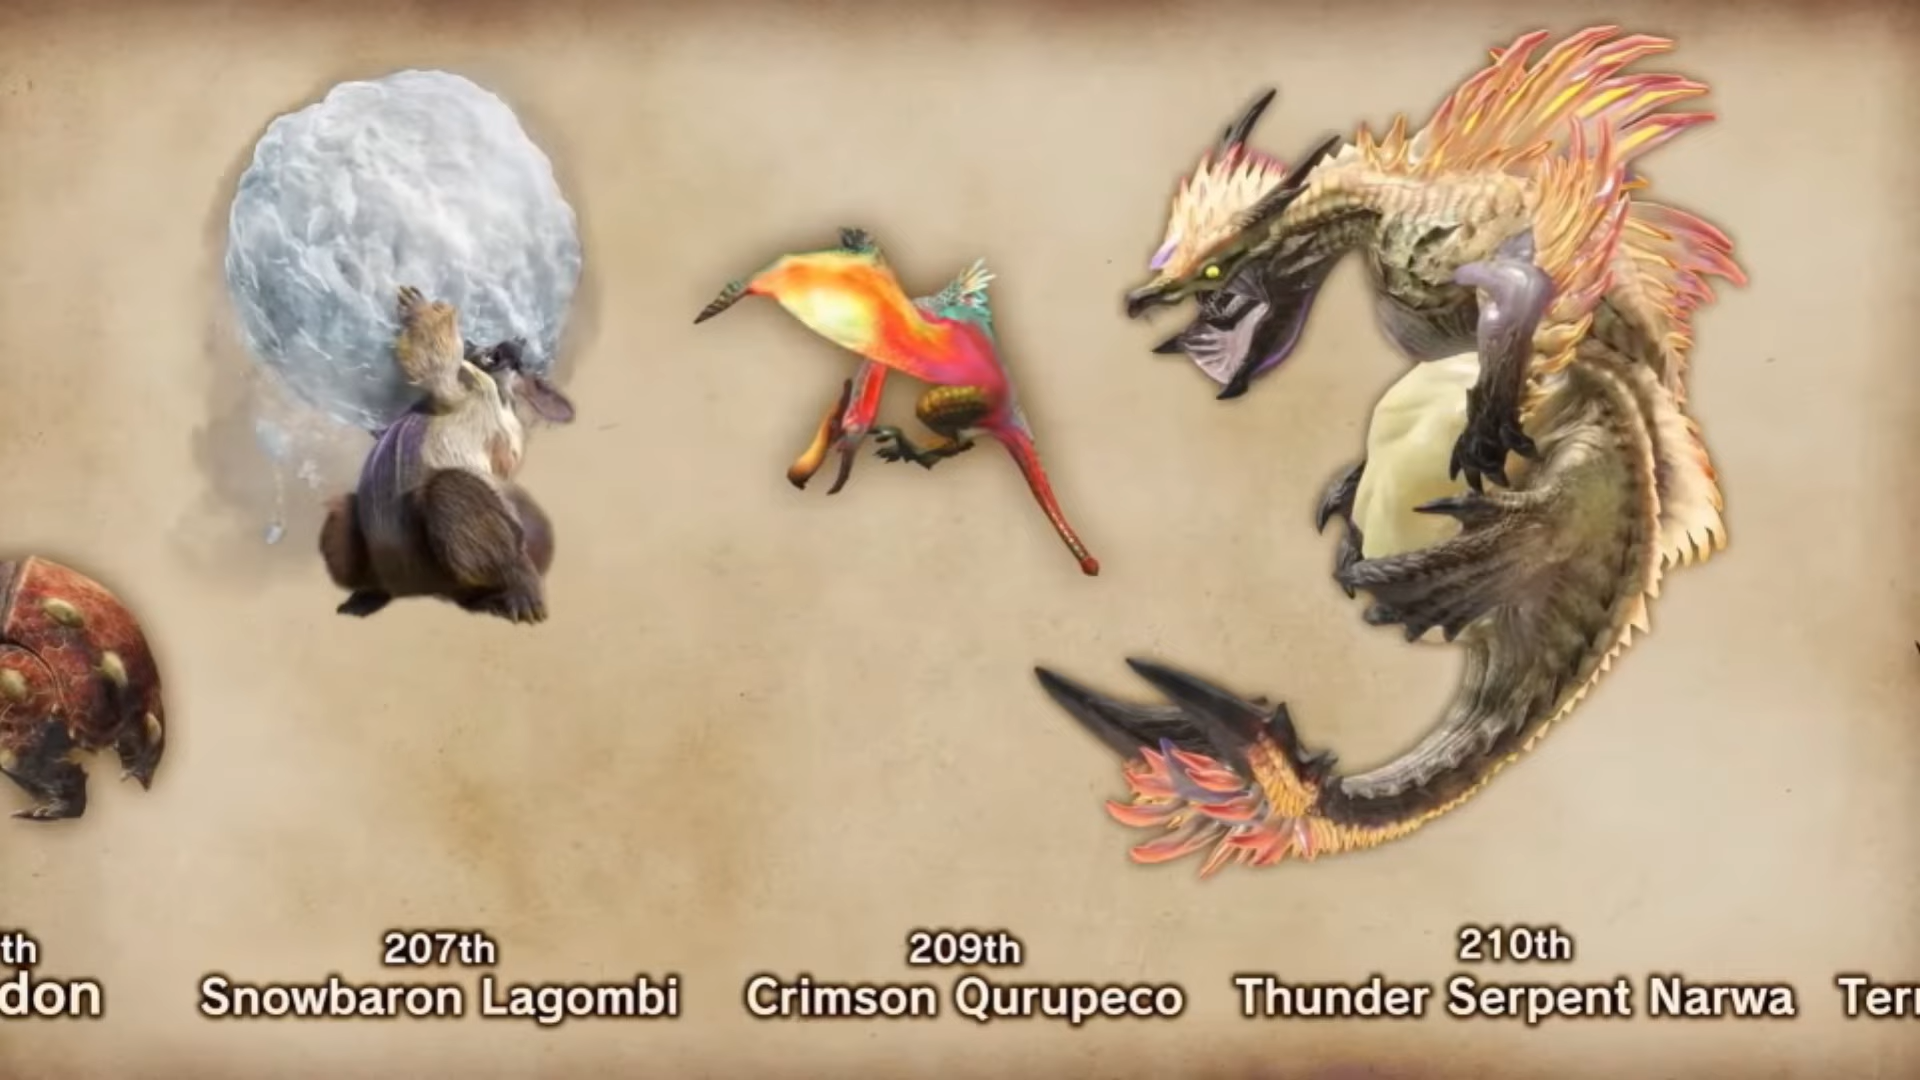 th
don
207th
Snowbaron Lagombi
209th
Crimson Qurupeco
210th
Thunder Serpent Narwa
Terr